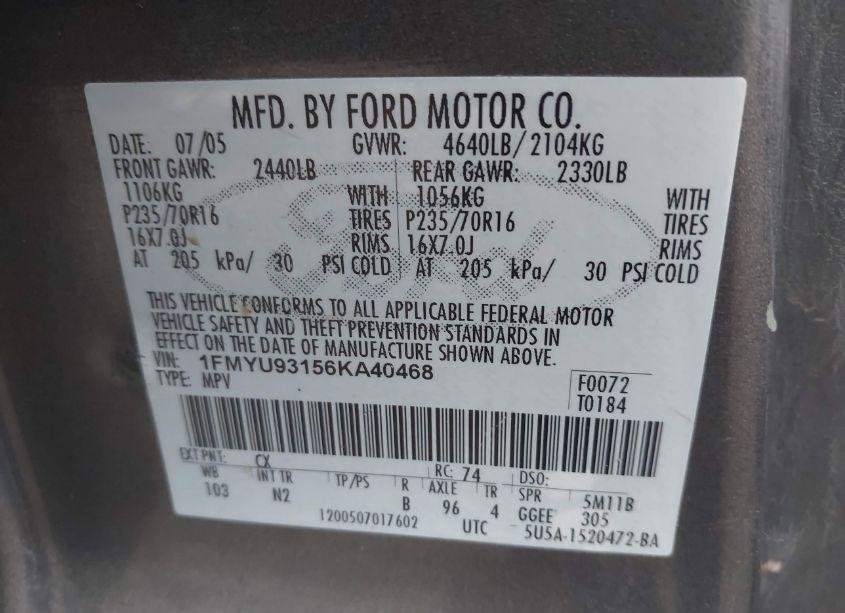 MFD. BY FORD MOTOR CO.
DATE: 07/05 GVWR: 4640LB/2104KG
FRONT GAWR: 2440LB REAR GAWR: 2330LB
1106KG WITH 1056KG WITH
P235/70R16 TIRES P235/70R16 TIRES
16X7.0J RIMS 16X7.0J RIMS
AT 205 kPa/ 30 PSI COLD AT 205 kPa/ 30 PSI COLD
THIS VEHICLE CONFORMS TO ALL APPLICABLE FEDERAL MOTOR
VEHICLE SAFETY AND THEFT PREVENTION STANDARDS IN
EFFECT ON THE DATE OF MANUFACTURE SHOWN ABOVE.
VIN: 1FMYU93156KA40468
TYPE: MPV
F0072
T0184
EXT PNT: CX RC: 74 DSO:
WB INT TR TP/PS R AXLE TR SPR 5M11B
103 N2 B 96 4 GGEE 305
1200507017602 UTC 5U5A-1520472-BA
Ford